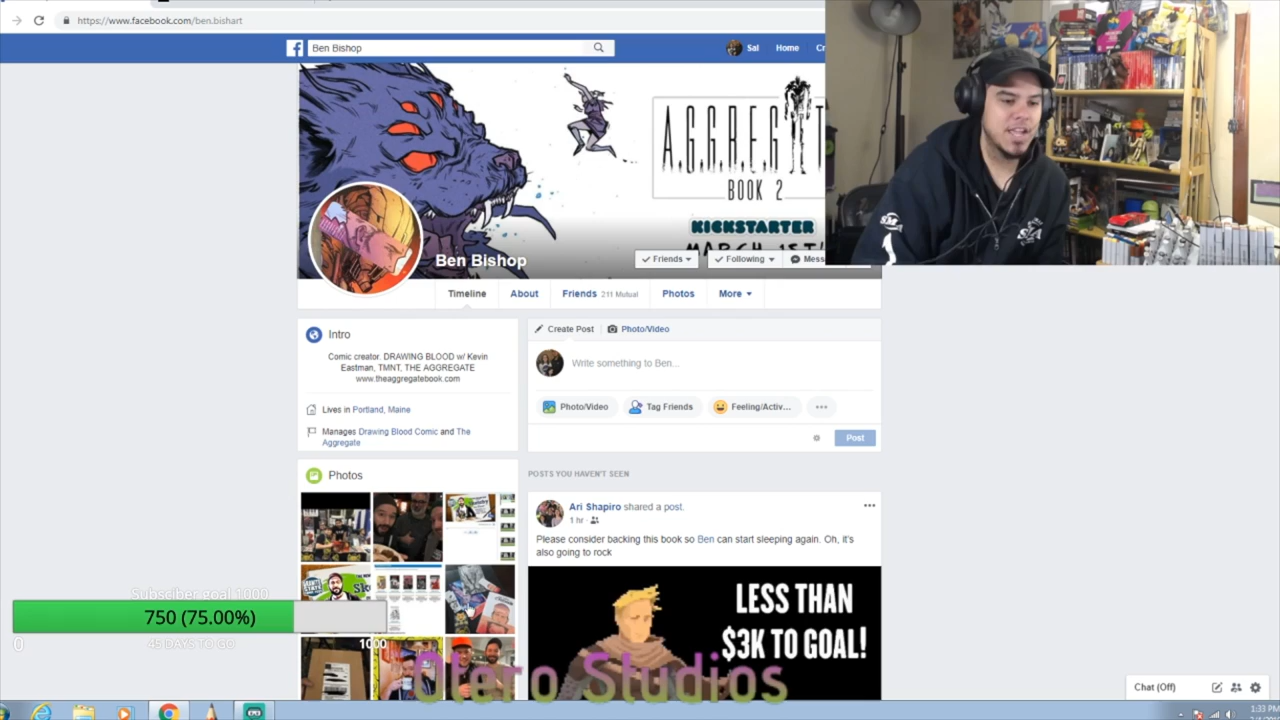 https://www.facebook.com/ben.bishart
Ben Bishop
Sal
Home
A.G.G.R.E.G
BOOK 2
KICKSTARTER
Ben Bishop
Friends
Following
Timeline
About
Friends 211 Mutual
Photos
More
Intro
Comic creator. DRAWING BLOOD w/ Kevin
Eastman, TMNT, THE AGGREGATE
www.theaggregatebook.com
Lives in Portland, Maine
Manages Drawing Blood Comic and The
Aggregate
Photos
Create Post
Photo/Video
Write something to Ben...
Photo/Video
Tag Friends
Feeling/Activ...
Post
POSTS YOU HAVEN'T SEEN
Ari Shapiro shared a post.
1 hr
Please consider backing this book so Ben can start sleeping again. Oh, it's
also going to rock
LESS THAN
$3K TO GOAL!
Subsciber goal 1000
750 (75.00%)
0
45 DAYS TO GO
1000
Otero Studios
Chat (Off)
1:33 PM